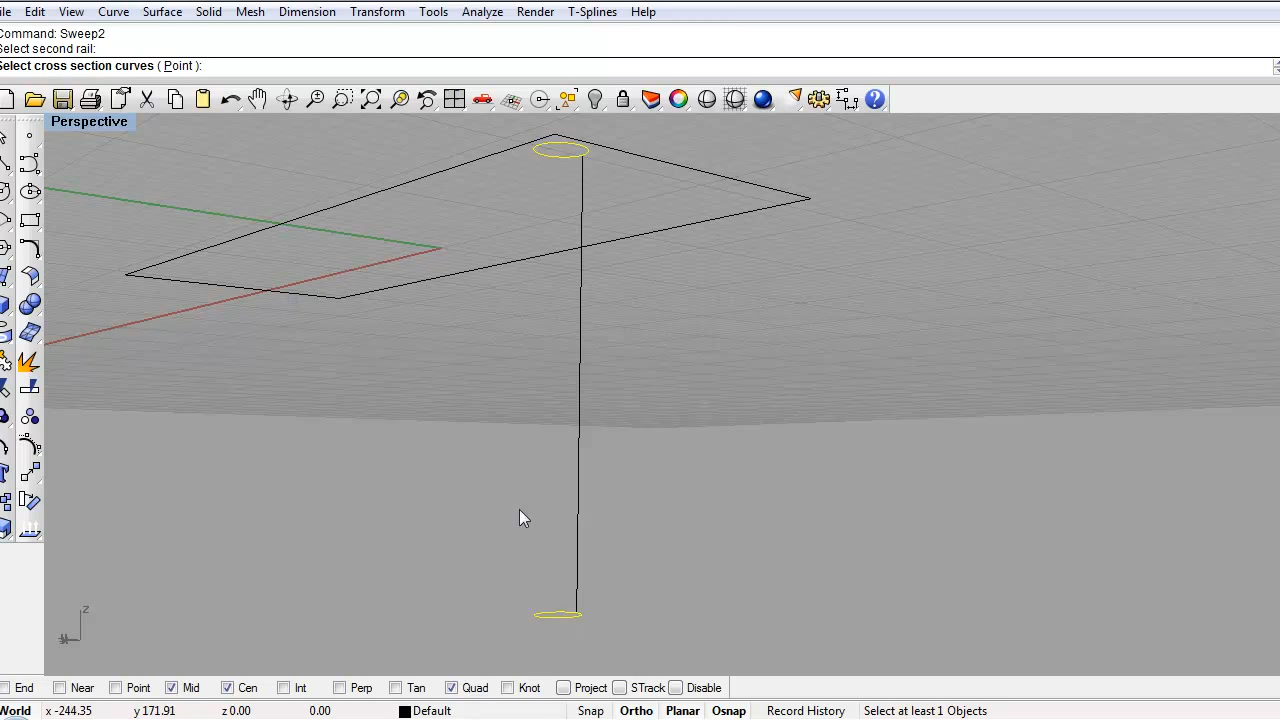 ile Edit View Curve Surface Solid Mesh Dimension Transform Tools Analyze Render T-Splines Help
Command: Sweep2
Select second rail:
Select cross section curves ( Point ):
Perspective
z
End Near Point Mid Cen Int Perp Tan Quad Knot Project STrack Disable
World x -244.35 y 171.91 z 0.00 0.00 Default Snap Ortho Planar Osnap Record History Select at least 1 Objects